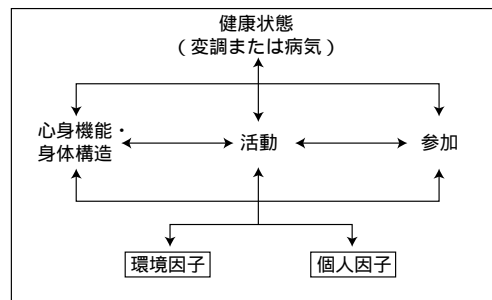 健康状態
（変調または病気）
心身機能・
身体構造
活動
参加
環境因子
個人因子